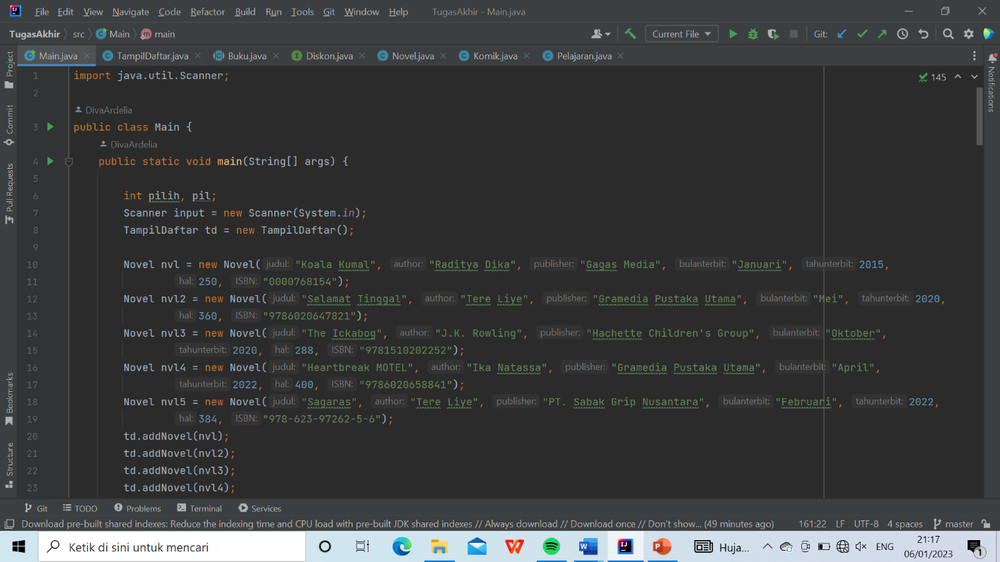 File Edit View Navigate Code Refactor Build Run Tools Git Window Help TugasAkhir - Main.java
TugasAkhir src Main main Current File Git:
Main.java TampilDaftar.java Buku.java Diskon.java Novel.java Komik.java Pelajaran.java
Project
Commit
Pull Requests
Bookmarks
Structure
Notifications
145
1 import java.util.Scanner;
2
DivaArdelia
3 public class Main {
DivaArdelia
4 public static void main(String[] args) {
5
6 int pilih, pil;
7 Scanner input = new Scanner(System.in);
8 TampilDaftar td = new TampilDaftar();
9
10 Novel nvl = new Novel( judul: "Koala Kumal", author: "Raditya Dika", publisher: "Gagas Media", bulanterbit: "Januari", tahunterbit: 2015,
11 hal: 250, ISBN: "0000768154");
12 Novel nvl2 = new Novel( judul: "Selamat Tinggal", author: "Tere Liye", publisher: "Gramedia Pustaka Utama", bulanterbit: "Mei", tahunterbit: 2020,
13 hal: 360, ISBN: "9786020647821");
14 Novel nvl3 = new Novel( judul: "The Ickabog", author: "J.K. Rowling", publisher: "Hachette Children's Group", bulanterbit: "Oktober",
15 tahunterbit: 2020, hal: 288, ISBN: "9781510202252");
16 Novel nvl4 = new Novel( judul: "Heartbreak MOTEL", author: "Ika Natassa", publisher: "Gramedia Pustaka Utama", bulanterbit: "April",
17 tahunterbit: 2022, hal: 400, ISBN: "9786020658841");
18 Novel nvl5 = new Novel( judul: "Sagaras", author: "Tere Liye", publisher: "PT. Sabak Grip Nusantara", bulanterbit: "Februari", tahunterbit: 2022,
19 hal: 384, ISBN: "978-623-97262-5-6");
20 td.addNovel(nvl);
21 td.addNovel(nvl2);
22 td.addNovel(nvl3);
23 td.addNovel(nvl4);
Git TODO Problems Terminal Services
Download pre-built shared indexes: Reduce the indexing time and CPU load with pre-built JDK shared indexes // Always download // Download once // Don't show... (49 minutes ago) 161:22 LF UTF-8 4 spaces master
Ketik di sini untuk mencari Huja... ENG 21:17
06/01/2023 1